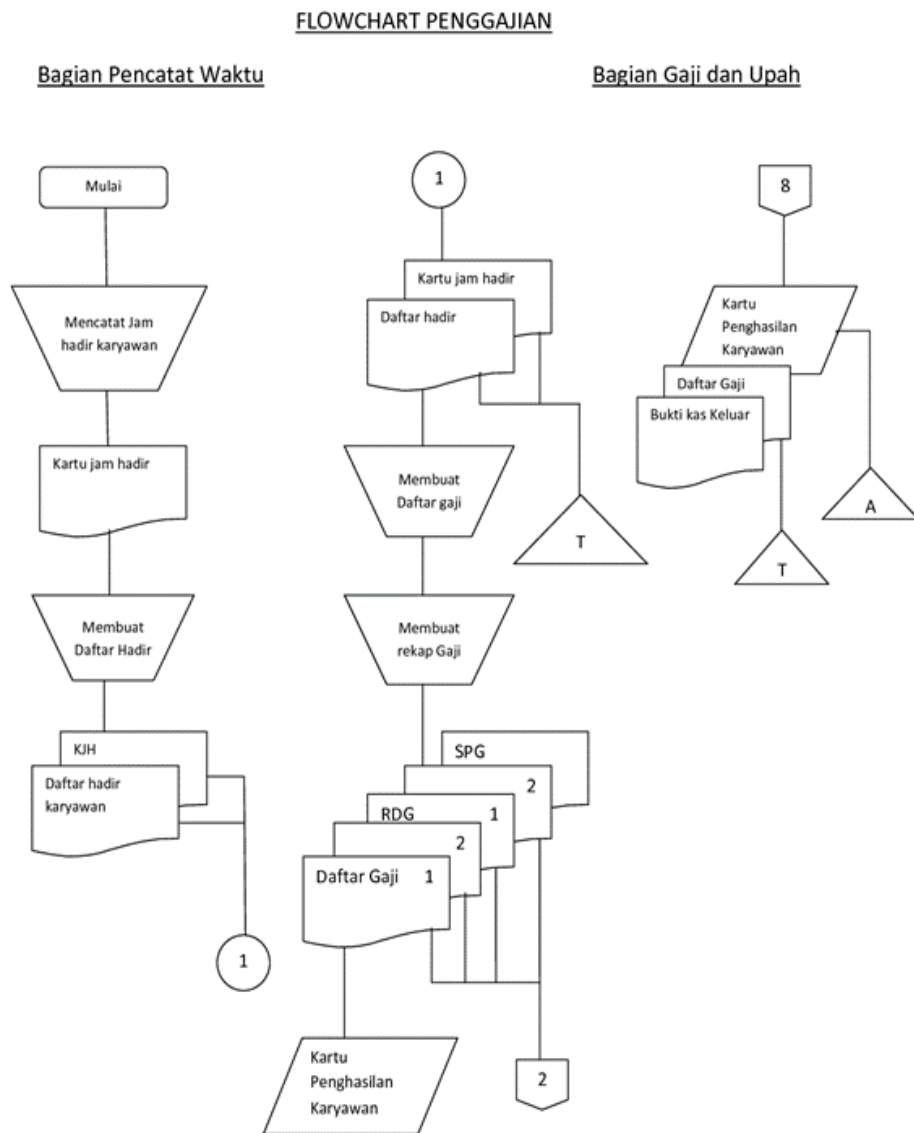 FLOWCHART PENGGAJIAN
Bagian Pencatat Waktu
Bagian Gaji dan Upah
Mulai
Mencatat Jam
hadir karyawan
Kartu jam hadir
Membuat
Daftar Hadir
KJH
Daftar hadir
karyawan
1
1
Kartu jam hadir
Daftar hadir
T
Membuat
Daftar gaji
Membuat
rekap Gaji
SPG
2
RDG 1
2
Daftar Gaji 1
Kartu
Penghasilan
Karyawan
2
8
Kartu
Penghasilan
Karyawan
Daftar Gaji
Bukti kas Keluar
A
T